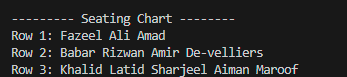 --------- Seating Chart --------
Row 1: Fazeel Ali Amad
Row 2: Babar Rizwan Amir De-velliers
Row 3: Khalid Latid Sharjeel Aiman Maroof